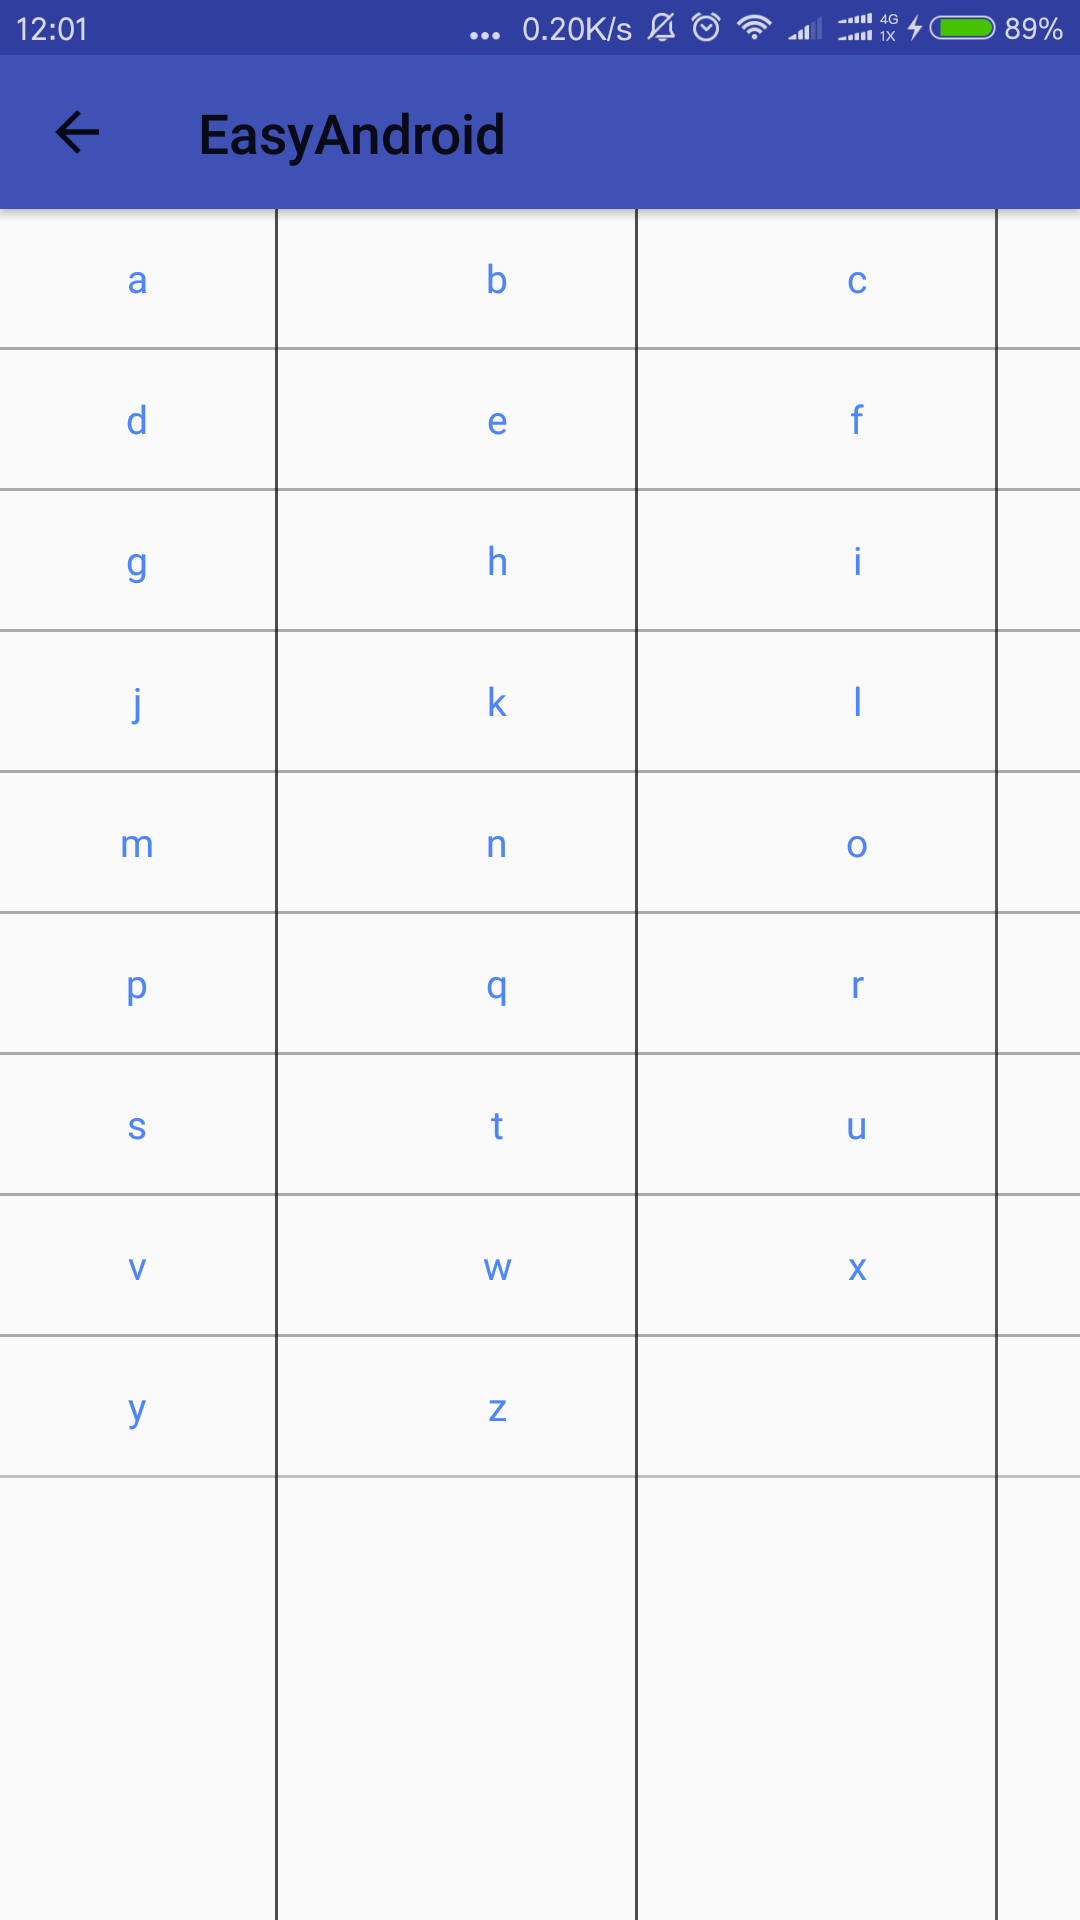 12:01 ... 0.20K/s 4G 1X 89%
EasyAndroid
a b c
d e f
g h i
j k l
m n o
p q r
s t u
v w x
y z